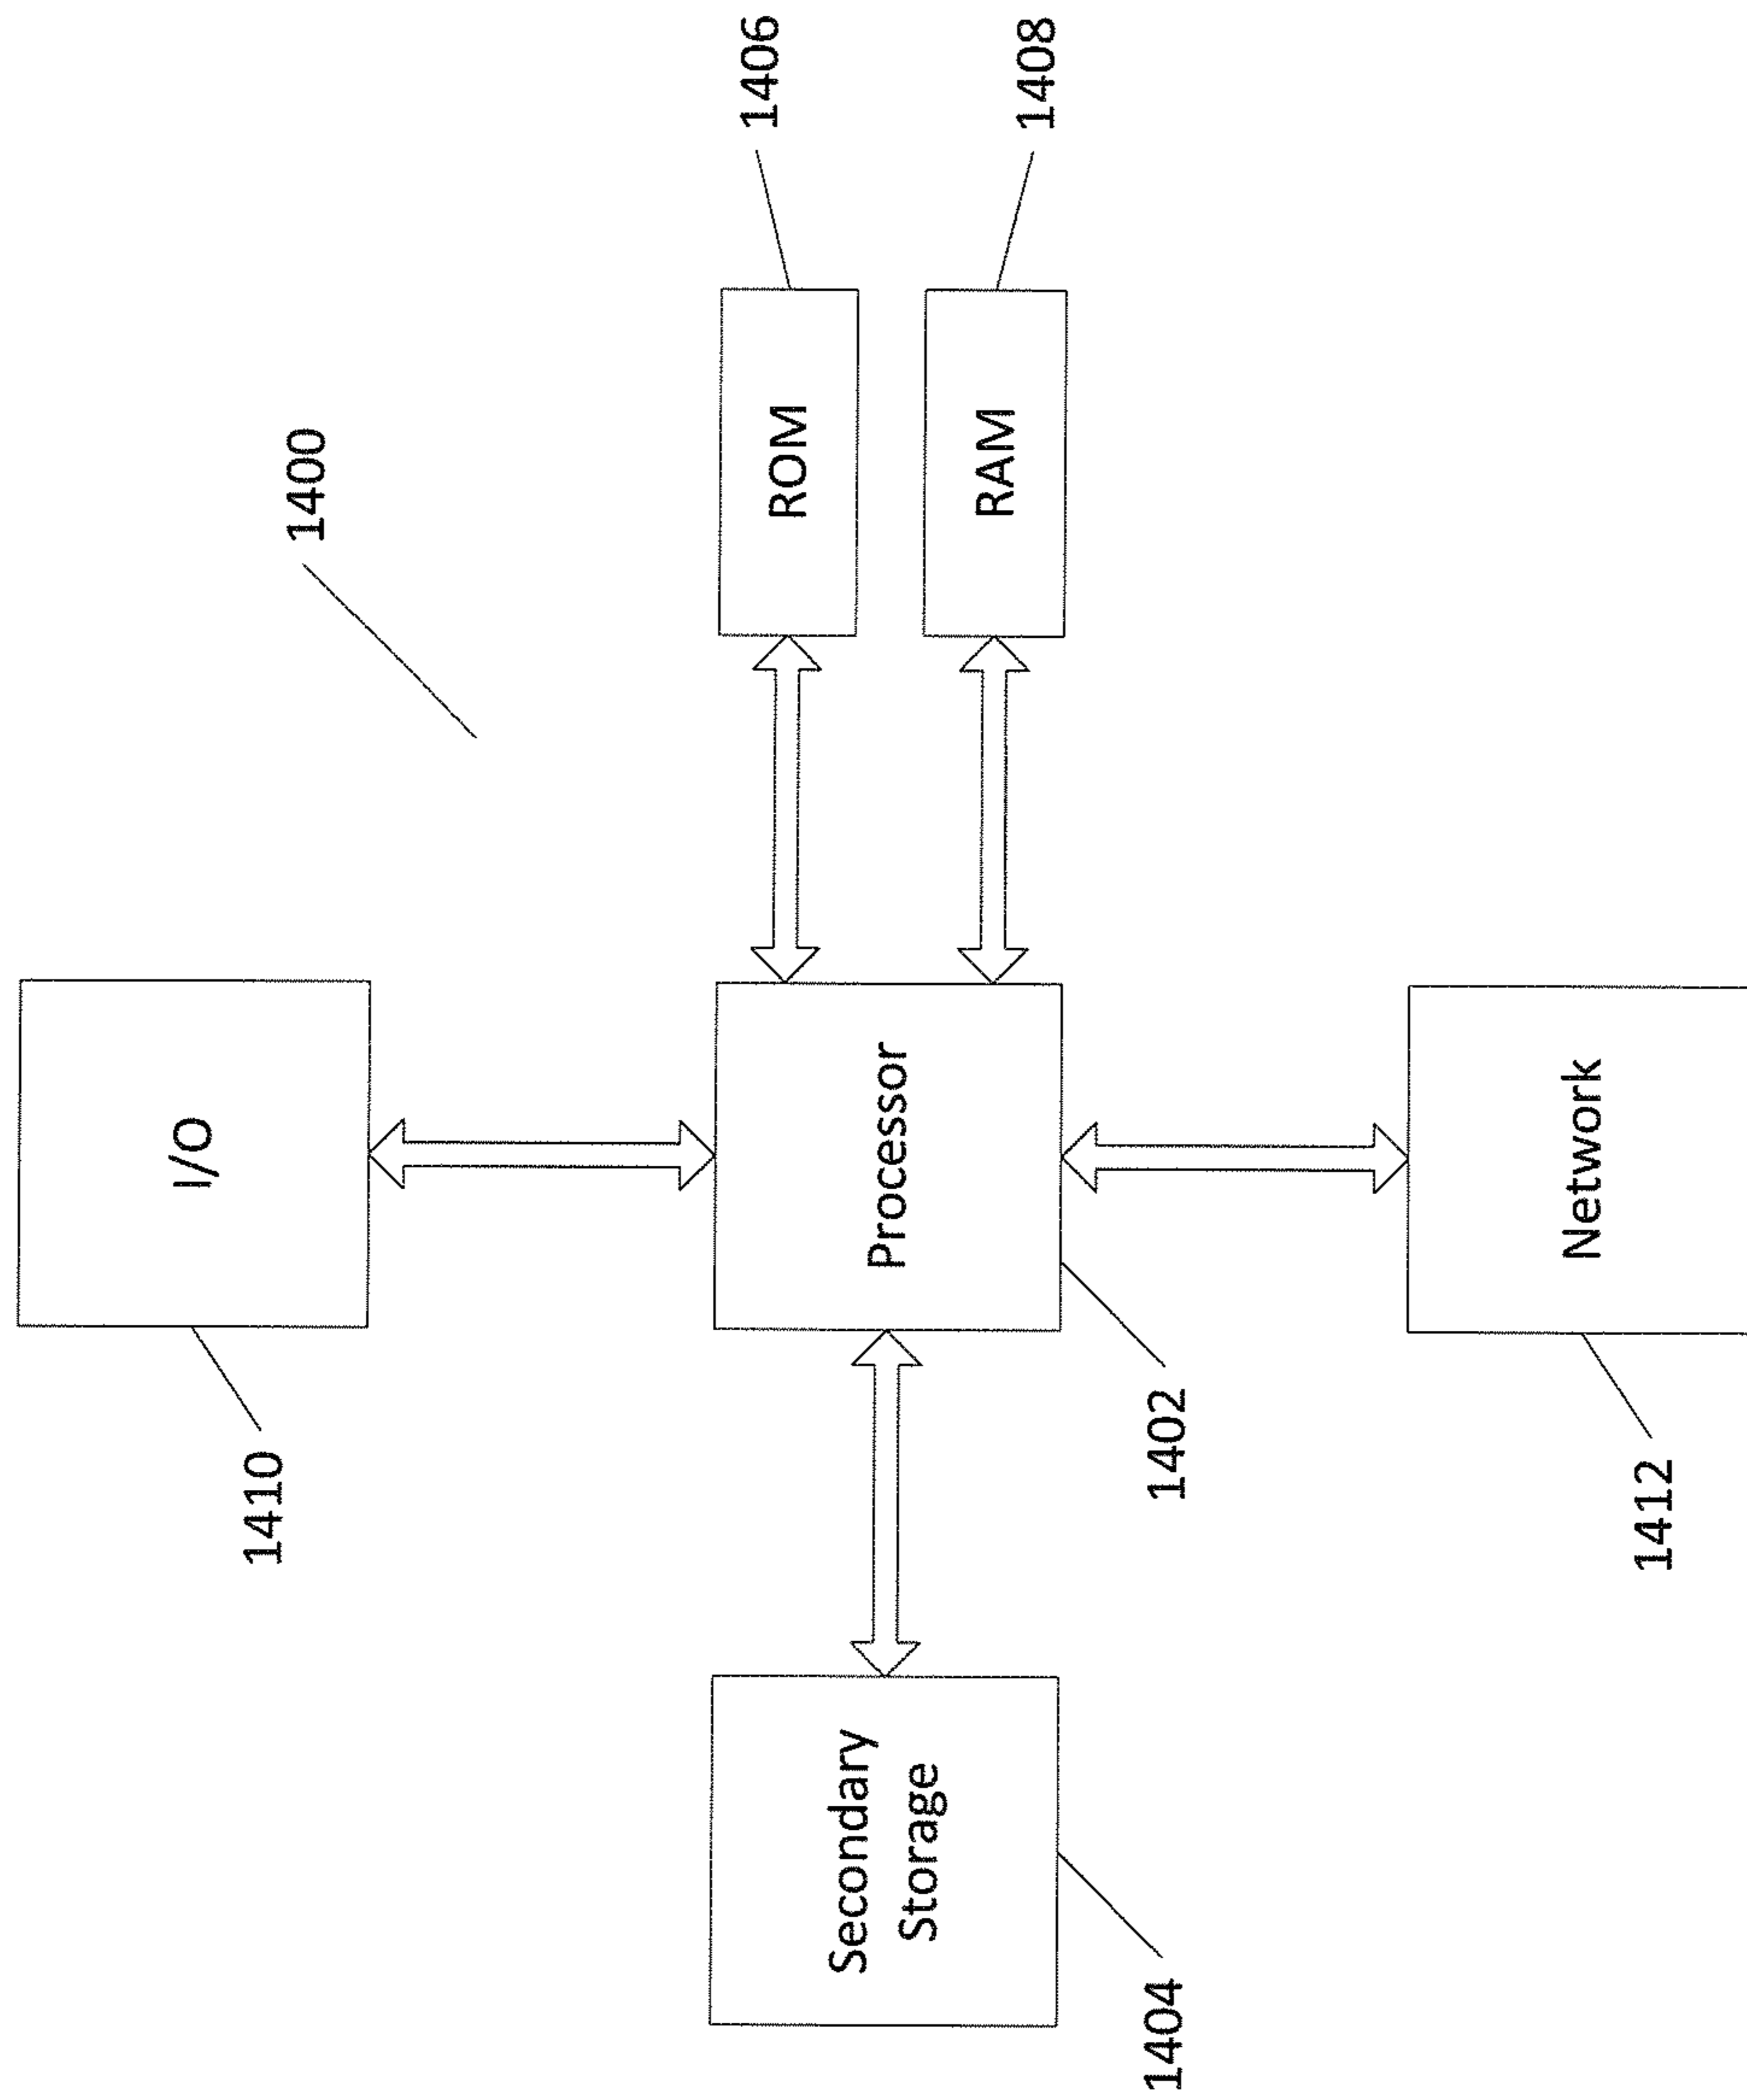 I/O
1410
1400
1406
ROM
Secondary
Storage
Processor
RAM
1408
1404
1402
Network
1412